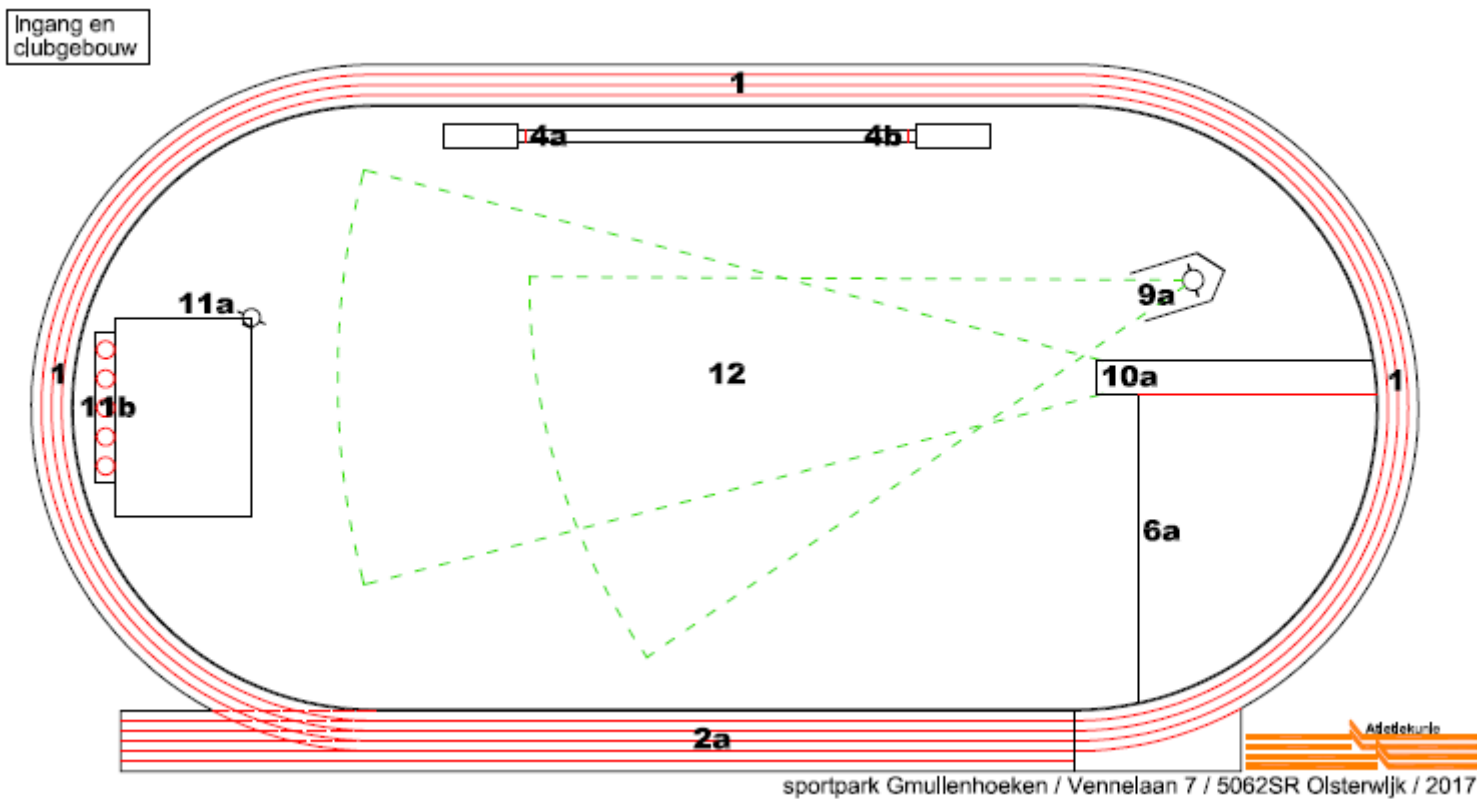 Ingang en
clubgebouw
1
4a
4b
11a
9a
12
10a
1
1
11b
6a
2a
Atletiekunie
sportpark Gmullenhoeken / Vennelaan 7 / 5062SR Oisterwijk / 2017